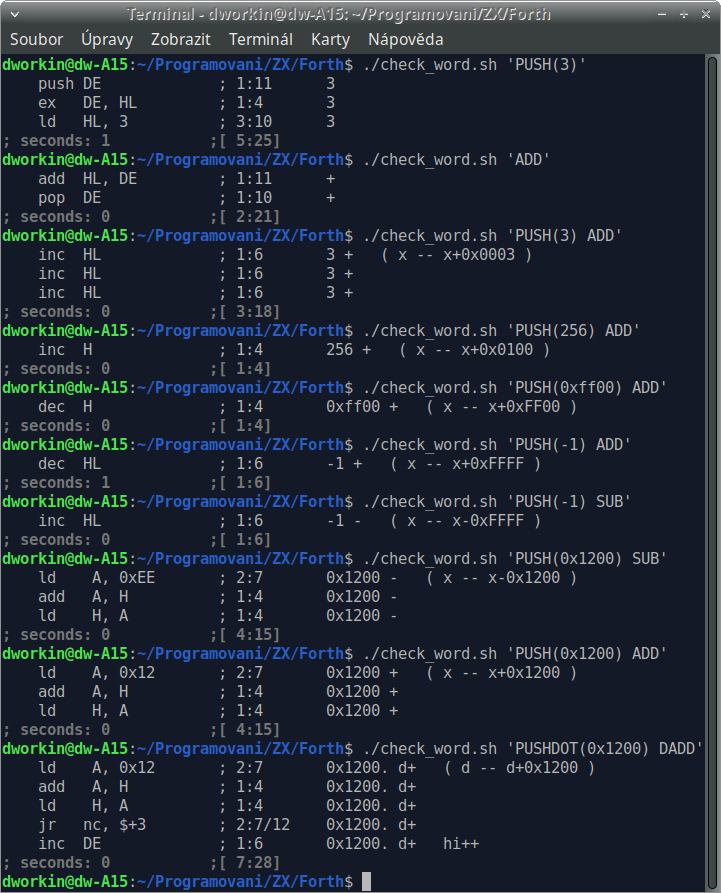 Terminal - dworkin@dw-A15: ~/Programovani/ZX/Forth
Soubor Úpravy Zobrazit Terminál Karty Nápověda
dworkin@dw-A15:~/Programovani/ZX/Forth$ ./check_word.sh 'PUSH(3)'
    push DE             ; 1:11      3
    ex   DE, HL         ; 1:4       3
    ld   HL, 3          ; 3:10      3
; seconds: 1           ;[ 5:25]
dworkin@dw-A15:~/Programovani/ZX/Forth$ ./check_word.sh 'ADD'
    add  HL, DE         ; 1:11      +
    pop  DE             ; 1:10      +
; seconds: 0           ;[ 2:21]
dworkin@dw-A15:~/Programovani/ZX/Forth$ ./check_word.sh 'PUSH(3) ADD'
    inc  HL             ; 1:6       3 +   ( x -- x+0x0003 )
    inc  HL             ; 1:6       3 +
    inc  HL             ; 1:6       3 +
; seconds: 0           ;[ 3:18]
dworkin@dw-A15:~/Programovani/ZX/Forth$ ./check_word.sh 'PUSH(256) ADD'
    inc  H              ; 1:4       256 +   ( x -- x+0x0100 )
; seconds: 0           ;[ 1:4]
dworkin@dw-A15:~/Programovani/ZX/Forth$ ./check_word.sh 'PUSH(0xff00) ADD'
    dec  H              ; 1:4       0xff00 +   ( x -- x+0xFF00 )
; seconds: 0           ;[ 1:4]
dworkin@dw-A15:~/Programovani/ZX/Forth$ ./check_word.sh 'PUSH(-1) ADD'
    dec  HL             ; 1:6       -1 +   ( x -- x+0xFFFF )
; seconds: 1           ;[ 1:6]
dworkin@dw-A15:~/Programovani/ZX/Forth$ ./check_word.sh 'PUSH(-1) SUB'
    inc  HL             ; 1:6       -1 -   ( x -- x-0xFFFF )
; seconds: 0           ;[ 1:6]
dworkin@dw-A15:~/Programovani/ZX/Forth$ ./check_word.sh 'PUSH(0x1200) SUB'
    ld    A, 0xEE       ; 2:7       0x1200 -   ( x -- x-0x1200 )
    add   A, H          ; 1:4       0x1200 -
    ld    H, A          ; 1:4       0x1200 -
; seconds: 0           ;[ 4:15]
dworkin@dw-A15:~/Programovani/ZX/Forth$ ./check_word.sh 'PUSH(0x1200) ADD'
    ld    A, 0x12       ; 2:7       0x1200 +   ( x -- x+0x1200 )
    add   A, H          ; 1:4       0x1200 +
    ld    H, A          ; 1:4       0x1200 +
; seconds: 0           ;[ 4:15]
dworkin@dw-A15:~/Programovani/ZX/Forth$ ./check_word.sh 'PUSHDOT(0x1200) DADD'
    ld    A, 0x12       ; 2:7       0x1200. d+   ( d -- d+0x1200 )
    add   A, H          ; 1:4       0x1200. d+
    ld    H, A          ; 1:4       0x1200. d+
    jr   nc, $+3        ; 2:7/12    0x1200. d+
    inc  DE             ; 1:6       0x1200. d+   hi++
; seconds: 0           ;[ 7:28]
dworkin@dw-A15:~/Programovani/ZX/Forth$